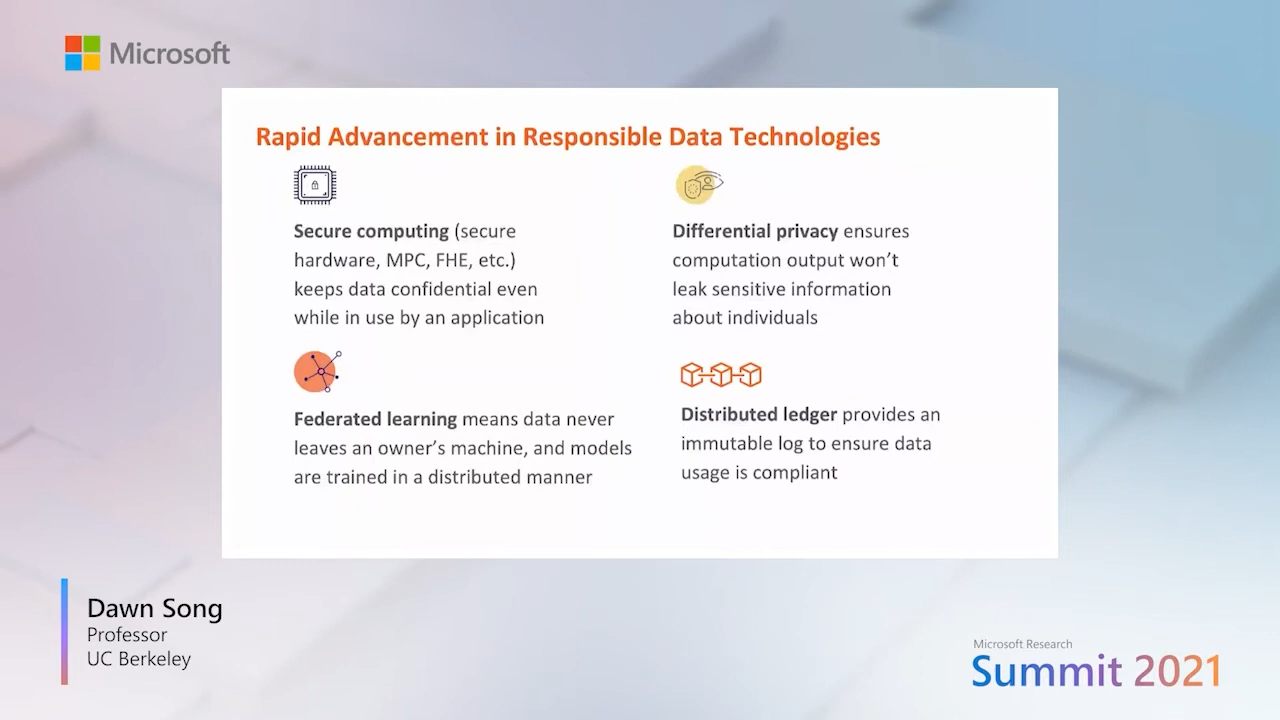 Microsoft
Rapid Advancement in Responsible Data Technologies
Secure computing (secure
hardware, MPC, FHE, etc.)
keeps data confidential even
while in use by an application
Differential privacy ensures
computation output won’t
leak sensitive information
about individuals
Federated learning means data never
leaves an owner’s machine, and models
are trained in a distributed manner
Distributed ledger provides an
immutable log to ensure data
usage is compliant
Dawn Song
Professor
UC Berkeley
Microsoft Research
Summit 2021